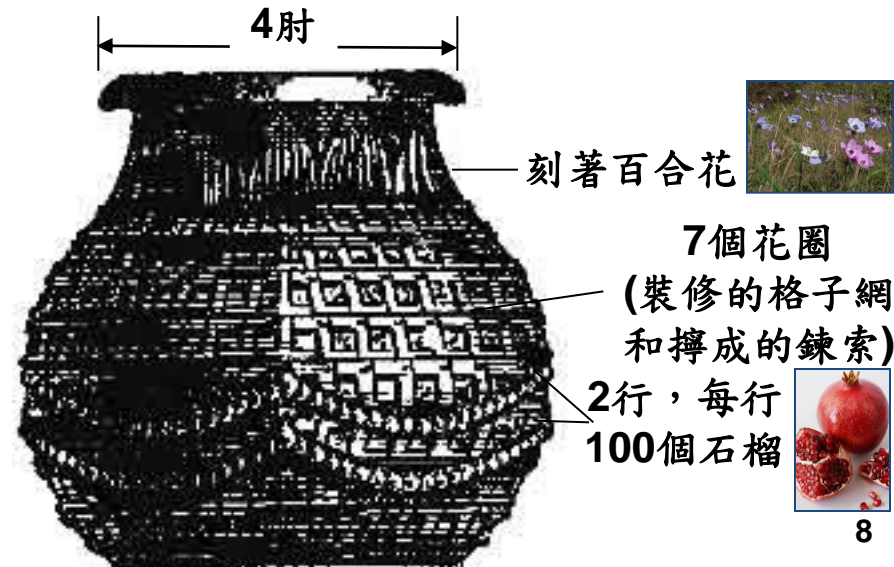 4肘
刻著百合花
7個花圈
(裝修的格子網
和擰成的鍊索)
2行，每行
100個石榴
8